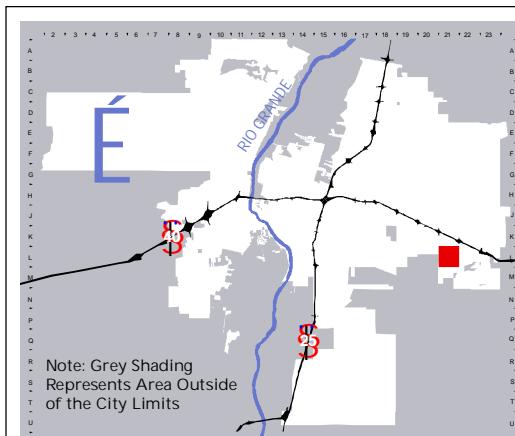 2 3 4 5 6 7 8 9 10 11 12 13 14 15 16 17 18 19 20 21 22 23
A A
B B
C C
D D
E E
F F
G G
H H
J J
K K
L L
M M
N N
P P
Q Q
R R
S S
T T
U U
É
RIO GRANDE
40
25
Note: Grey Shading
Represents Area Outside
of the City Limits